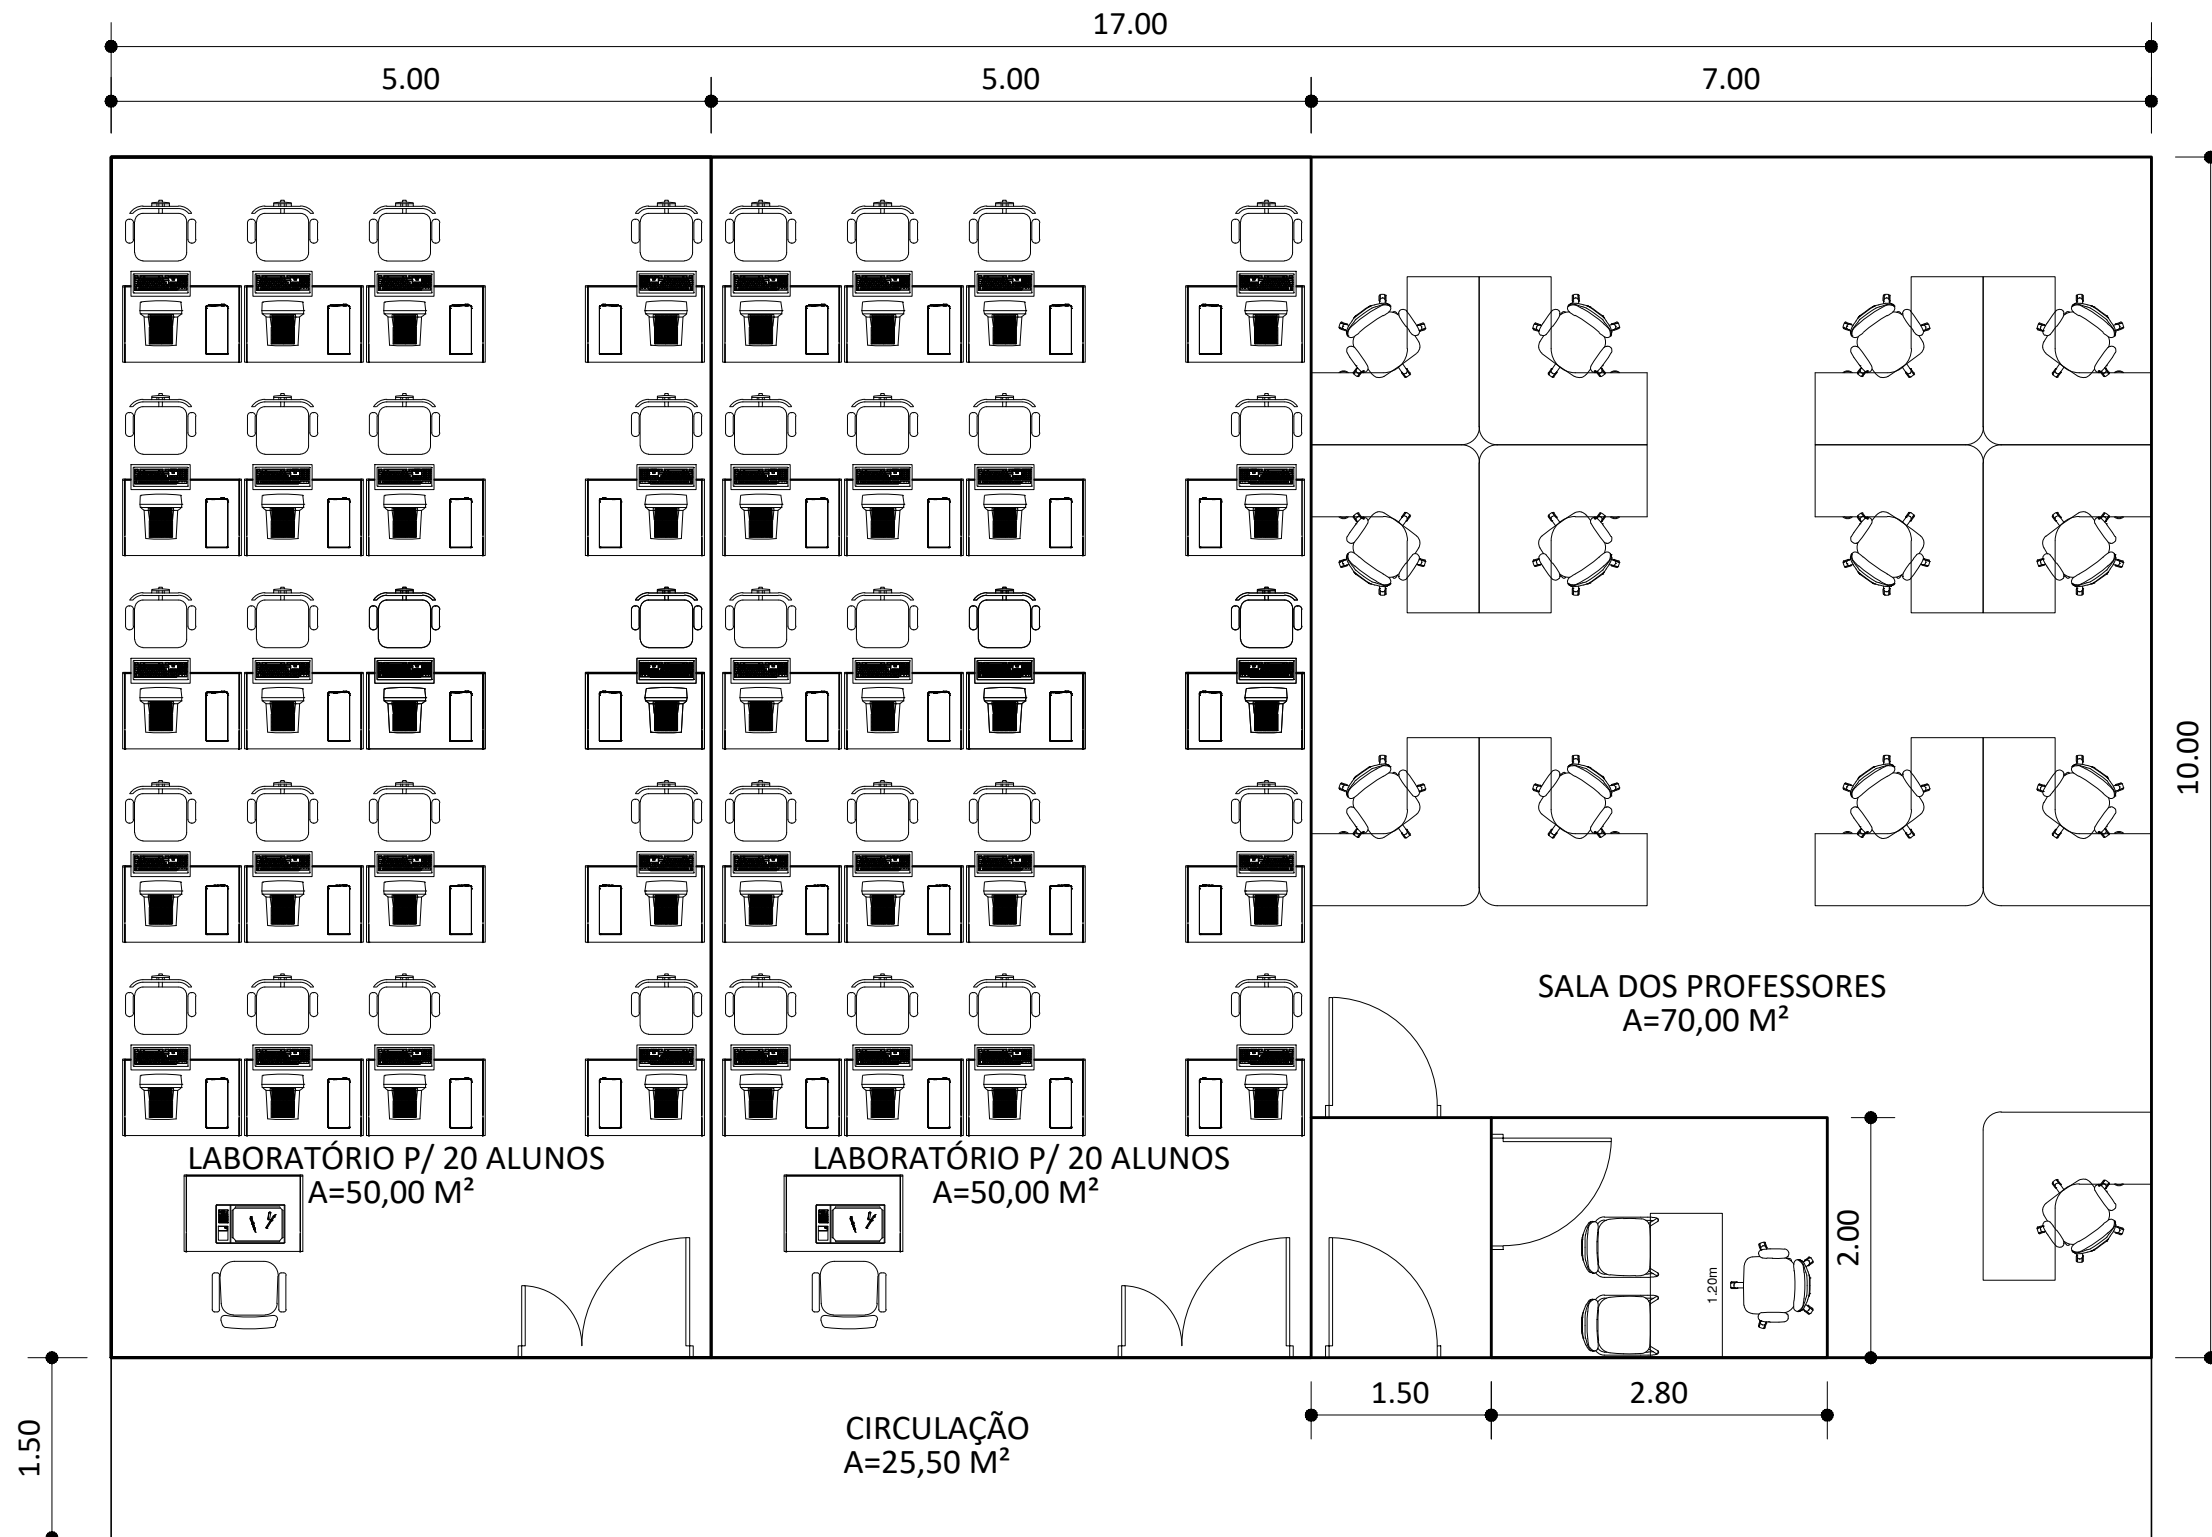 17.00
5.00
5.00
7.00
10.00
SALA DOS PROFESSORES
A=70,00 M²
LABORATÓRIO P/ 20 ALUNOS
A=50,00 M²
LABORATÓRIO P/ 20 ALUNOS
A=50,00 M²
2.00
1.20m
1.50
2.80
1.50
CIRCULAÇÃO
A=25,50 M²